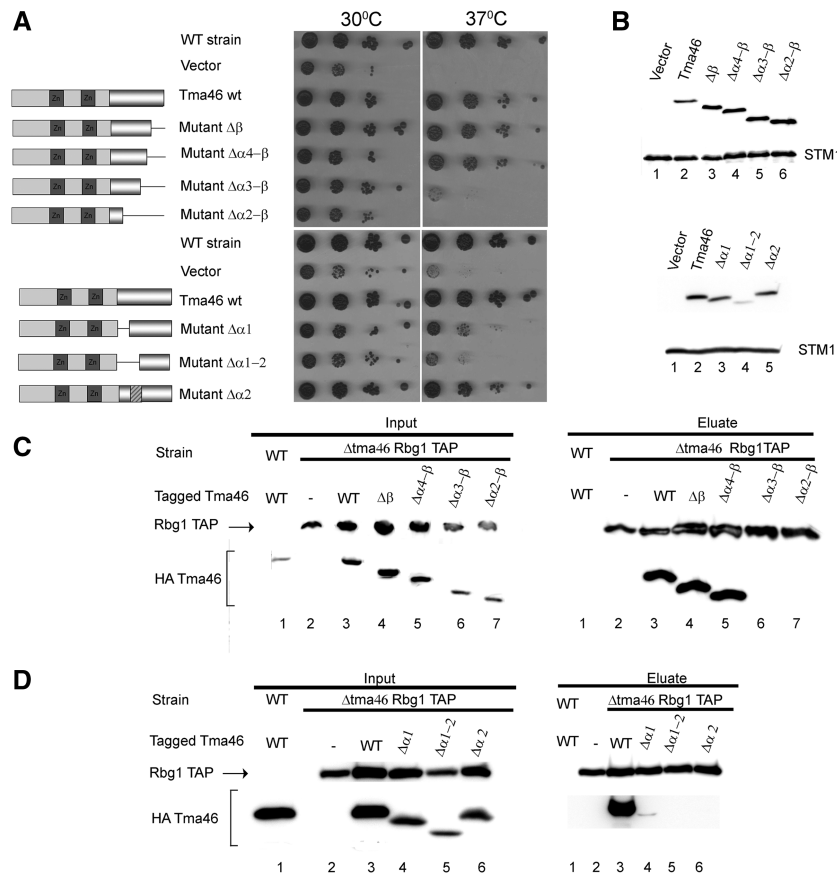 A
30⁰C 37⁰C
WT strain
Vector
Tma46 wt
Zn Zn
Mutant Δβ
Zn Zn
Mutant Δα4−β
Zn Zn
Mutant Δα3−β
Zn Zn
Mutant Δα2−β
Zn Zn
WT strain
Vector
Tma46 wt
Zn Zn
Mutant Δα1
Zn Zn
Mutant Δα1−2
Zn Zn
Mutant Δα2
Zn Zn
B
Vector Tma46 Δβ Δα4−β Δα3−β Δα2−β
STM1
1 2 3 4 5 6
Vector Tma46 Δα1 Δα1−2 Δα2
STM1
1 2 3 4 5
C
Input
Strain WT Δtma46 Rbg1 TAP
Tagged Tma46 WT - WT Δβ Δα4−β Δα3−β Δα2−β
Rbg1 TAP
HA Tma46
1 2 3 4 5 6 7
Eluate
WT Δtma46 Rbg1TAP
WT - WT Δβ Δα4−β Δα3−β Δα2−β
1 2 3 4 5 6 7
D
Input
Strain WT Δtma46 Rbg1 TAP
Tagged Tma46 WT - WT Δα1 Δα1−2 Δα 2
Rbg1 TAP
HA Tma46
1 2 3 4 5 6
Eluate
WT Δtma46 Rbg1 TAP
WT - WT Δα1 Δα1−2 Δα 2
1 2 3 4 5 6